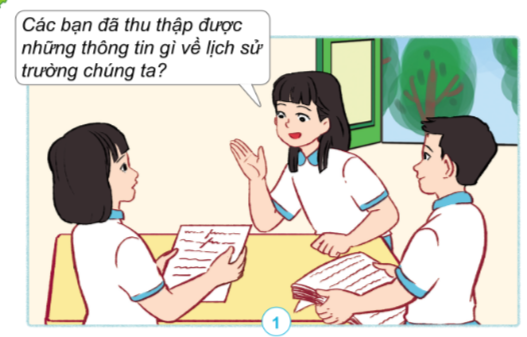 Các bạn đã thu thập được
những thông tin gì về lịch sử
trường chúng ta?
1